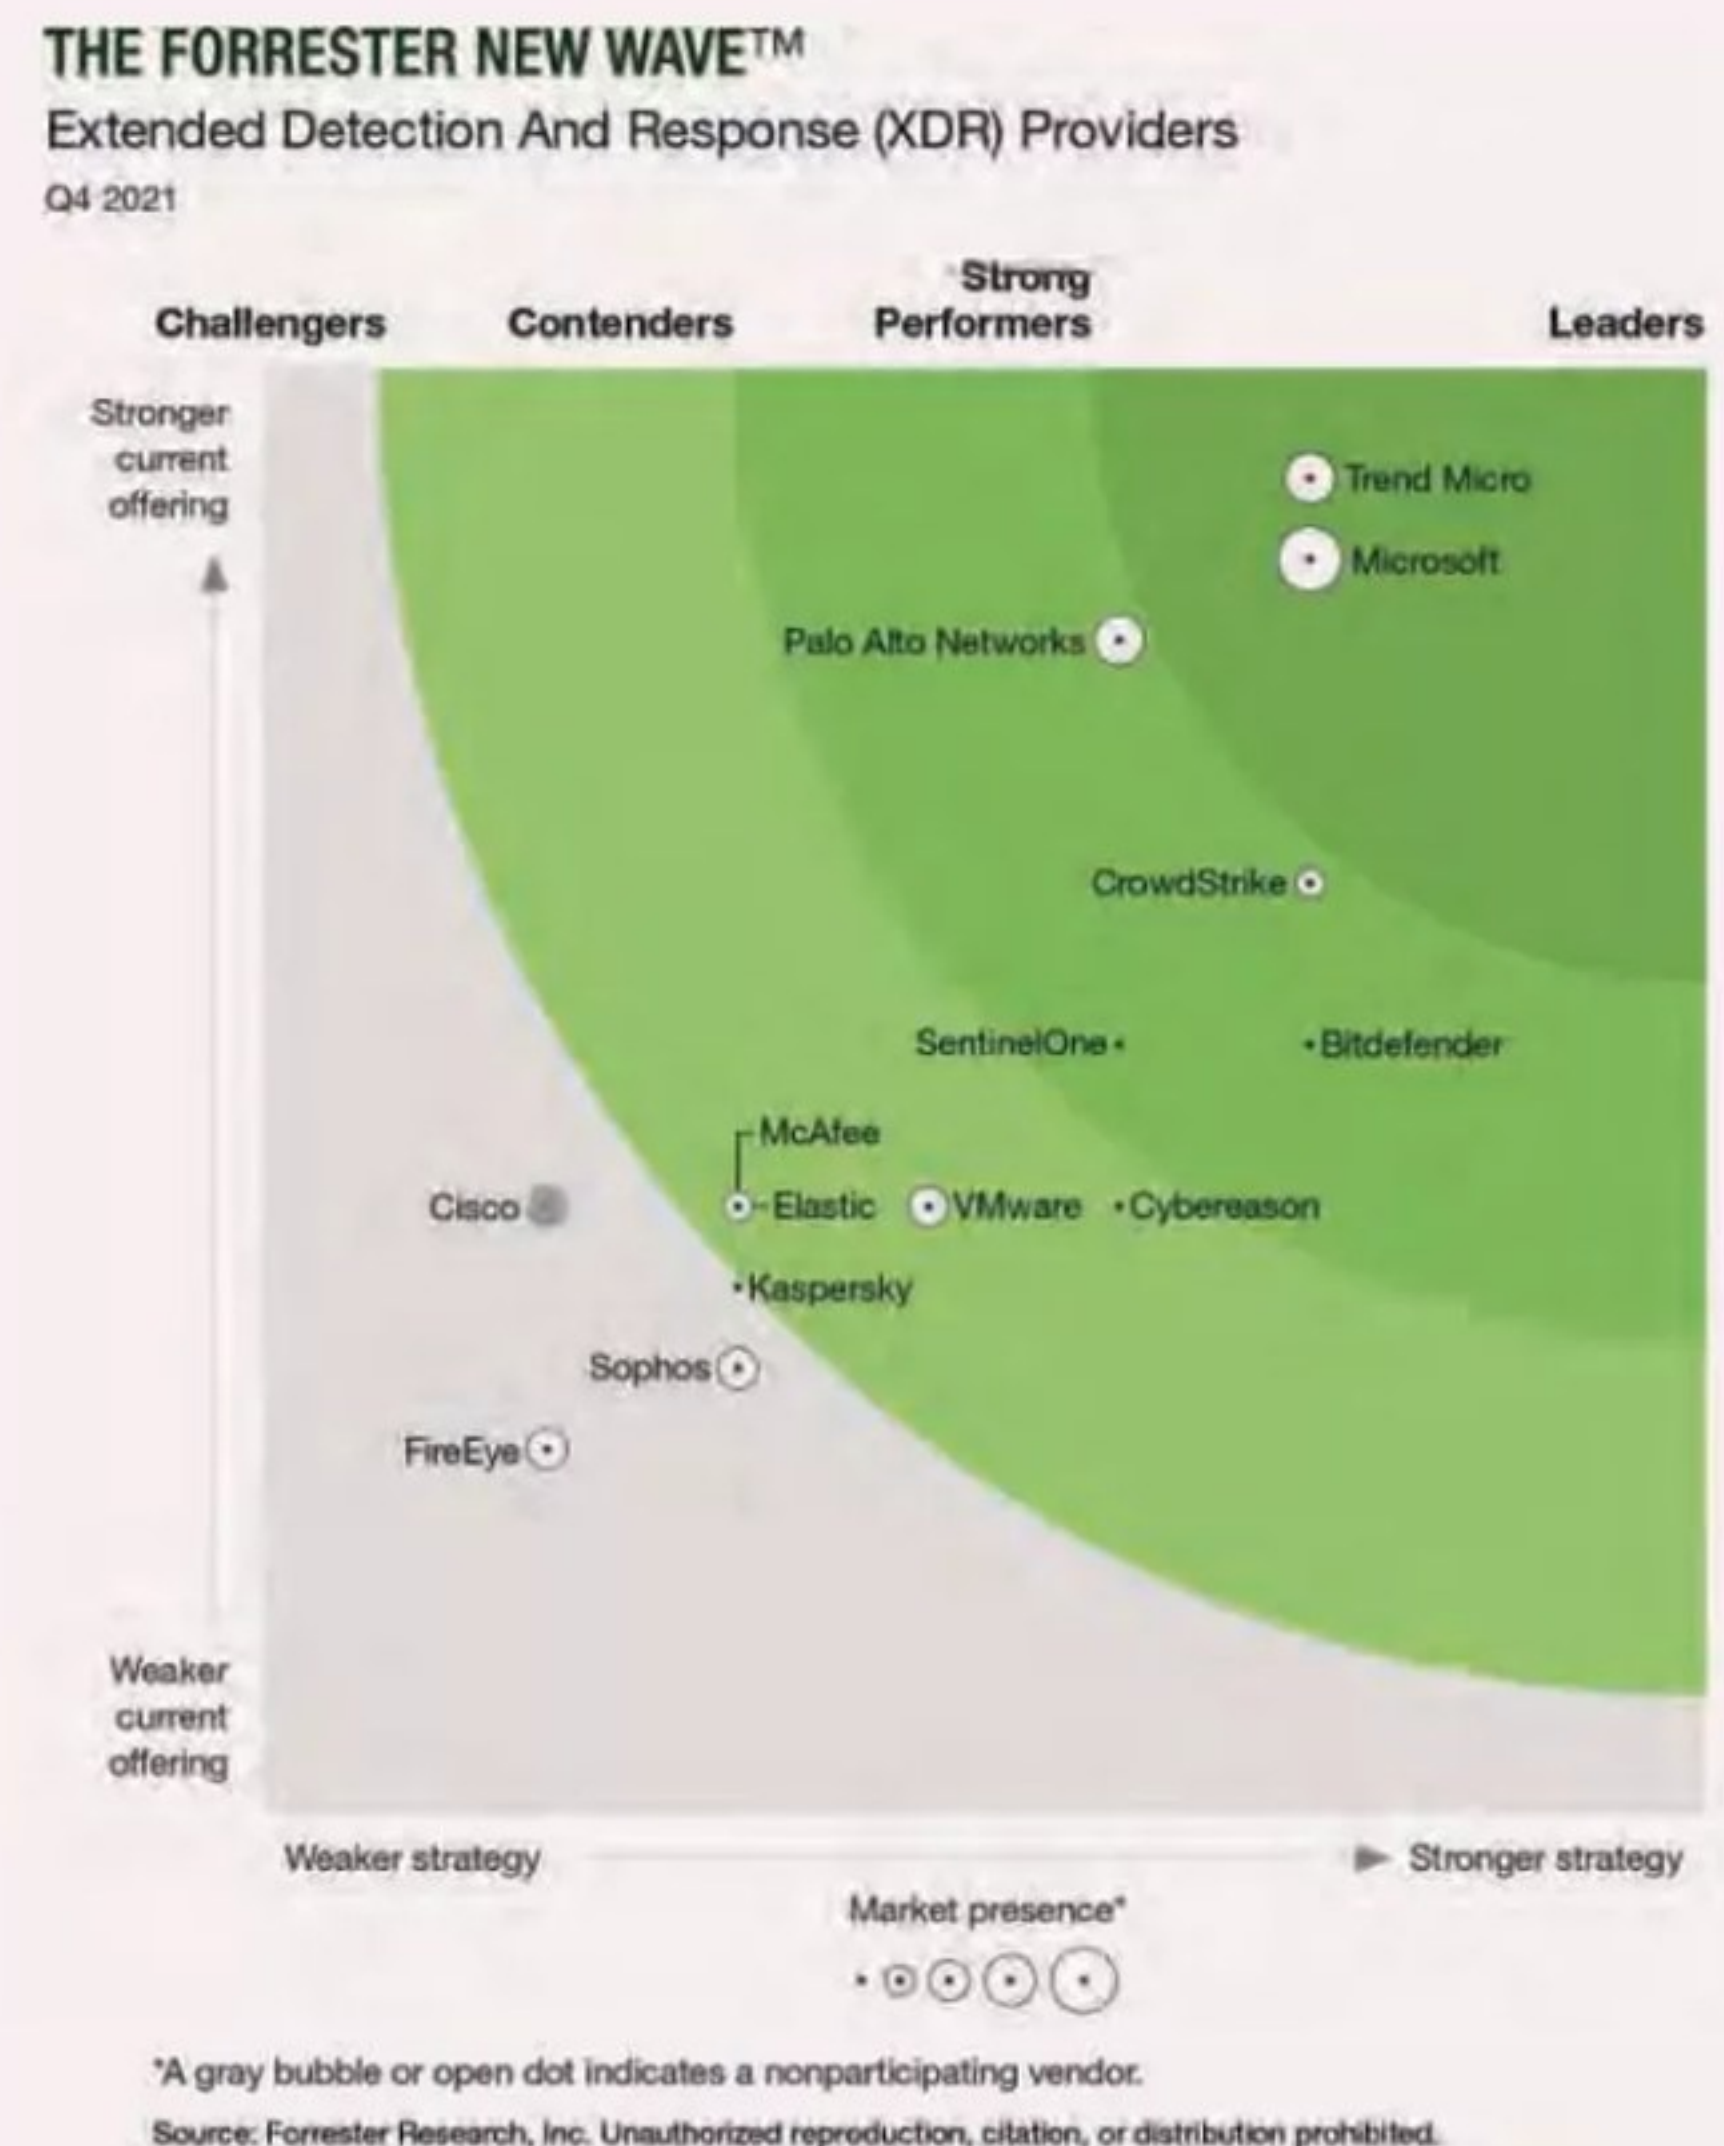 THE FORRESTER NEW WAVE™
Extended Detection And Response (XDR) Providers
Q4 2021
Strong
Challengers Contenders Performers Leaders
Stronger
current
offering
Trend Micro
Microsoft
Palo Alto Networks
CrowdStrike
SentinelOne
Bitdefender
McAfee
Cisco
Elastic
VMware
Cybereason
Kaspersky
Sophos
FireEye
Weaker
current
offering
Weaker strategy
Stronger strategy
Market presence*
*A gray bubble or open dot indicates a nonparticipating vendor.
Source: Forrester Research, Inc. Unauthorized reproduction, citation, or distribution prohibited.